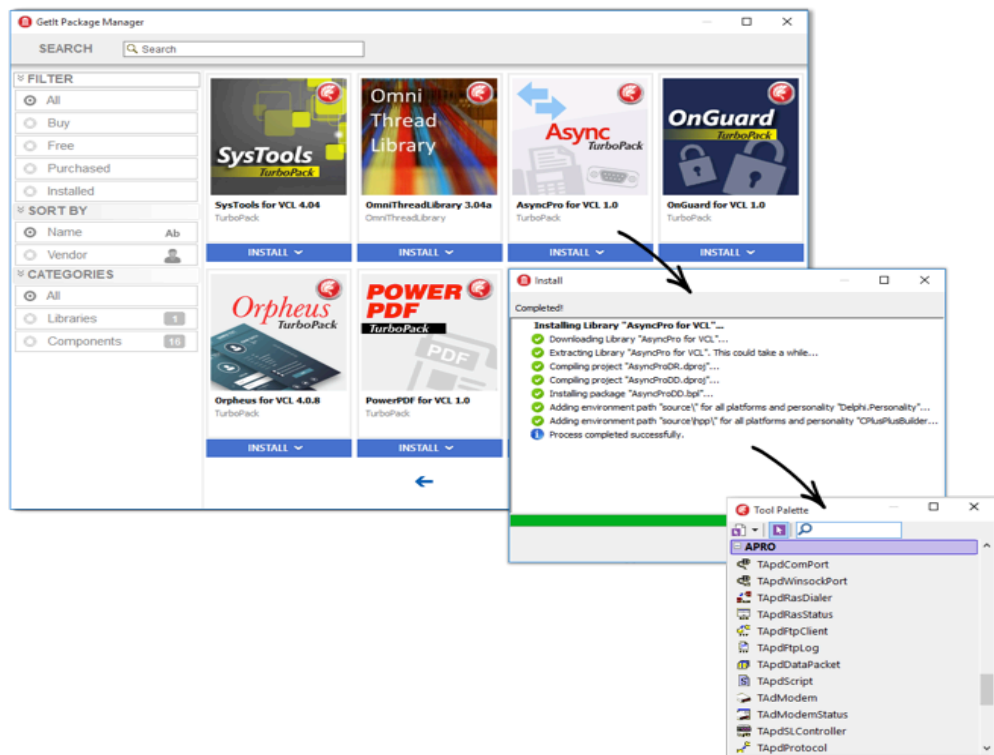 GetIt Package Manager
SEARCH
Search
FILTER
All
Buy
Free
Purchased
Installed
SORT BY
Name Ab
Vendor
CATEGORIES
All
Libraries 1
Components 16
SysTools
TurboPack
SysTools for VCL 4.04
TurboPack
INSTALL
Omni
Thread
Library
OmniThreadLibrary 3.04a
OmniThreadLibrary
INSTALL
Async
TurboPack
AsyncPro for VCL 1.0
TurboPack
INSTALL
OnGuard
TurboPack
OnGuard for VCL 1.0
TurboPack
INSTALL
Orpheus
TurboPack
Orpheus for VCL 4.0.8
TurboPack
INSTALL
POWER
PDF
TurboPack
PDF
PowerPDF for VCL 1.0
TurboPack
INSTALL
Install
Completed!
Installing Library "AsyncPro for VCL"...
Downloading Library "AsyncPro for VCL"...
Extracting Library "AsyncPro for VCL". This could take a while...
Compiling project "AsyncProDR.dproj"...
Compiling project "AsyncProDD.dproj"...
Installing package "AsyncProDD.bpl"...
Adding environment path "source\" for all platforms and personality "Delphi.Personality"...
Adding environment path "source\hpp\" for all platforms and personality "CPlusPlusBuilder...
Process completed successfully.
Tool Palette
APRO
TApdComPort
TApdWinsockPort
TApdRasDialer
TApdRasStatus
TApdFtpClient
TApdFtpLog
TApdDataPacket
TApdScript
TAdModem
TAdModemStatus
TApdSLController
TApdProtocol